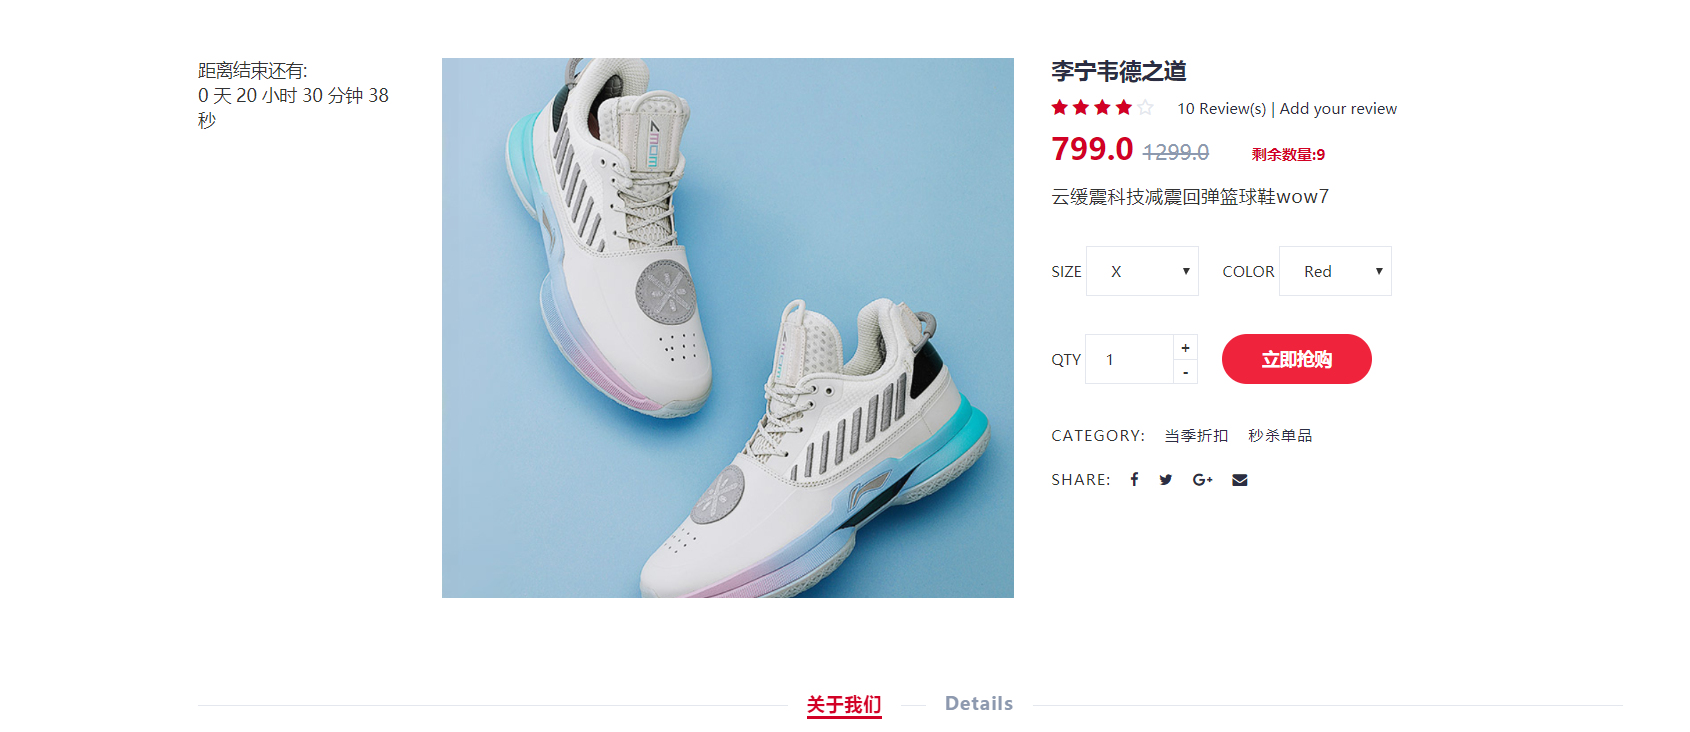 距离结束还有:
0 天 20 小时 30 分钟 38
秒
李宁韦德之道
10 Review(s) | Add your review
799.0 1299.0 剩余数量:9
云缓震科技减震回弹篮球鞋wow7
SIZE X ▼ COLOR Red ▼
QTY 1 + - 立即抢购
CATEGORY: 当季折扣 秒杀单品
SHARE: G+
关于我们 Details